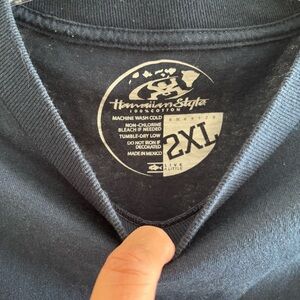 Hawaiian Style
100% COTTON
MACHINE WASH COLD
NON-CHLORINE
BLEACH IF NEEDED
TUMBLE-DRY LOW
DO NOT IRON IF
DECORATED
MADE IN MEXICO
2XL
LITTLE